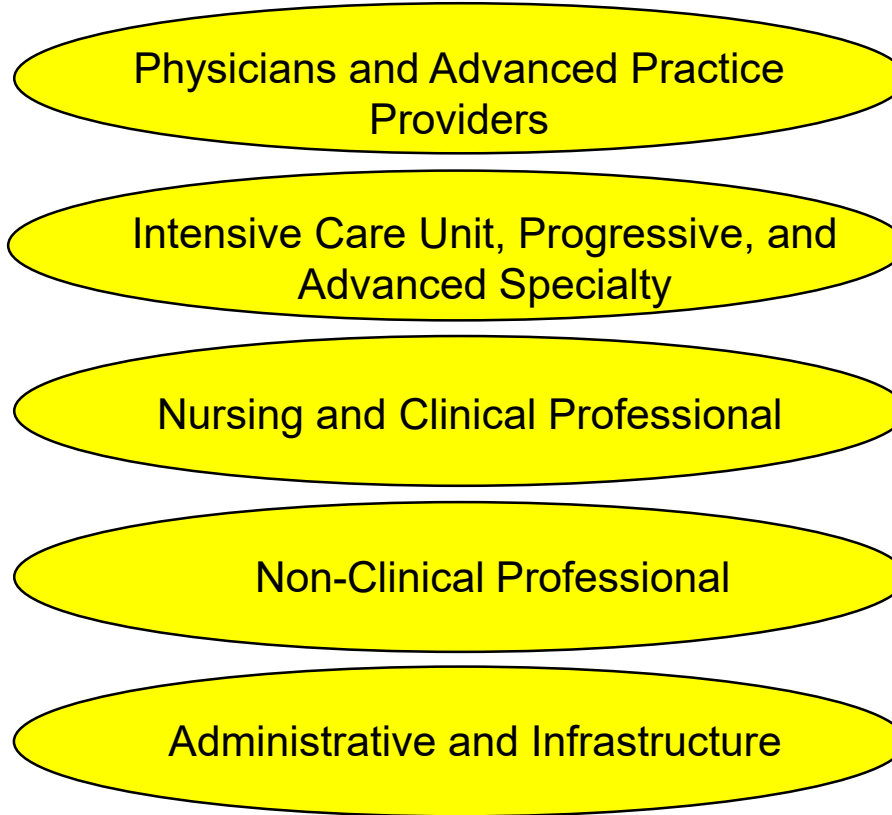 Physicians and Advanced Practice
Providers
Intensive Care Unit, Progressive, and
Advanced Specialty
Nursing and Clinical Professional
Non-Clinical Professional
Administrative and Infrastructure